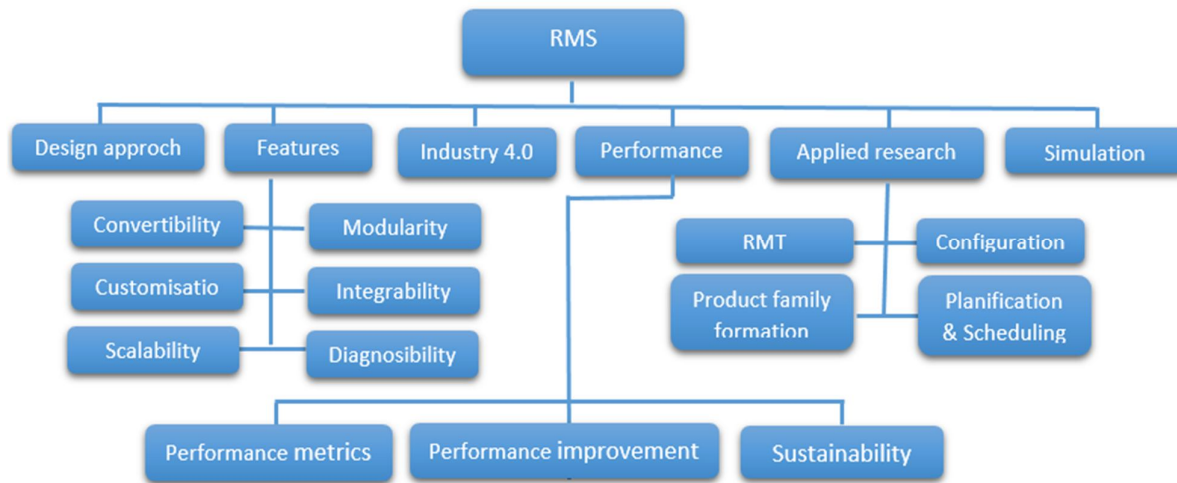 RMS
Design approch
Features
Industry 4.0
Performance
Applied research
Simulation
Convertibility
Modularity
Customisatio
Integrability
Scalability
Diagnosibility
RMT
Configuration
Product family
formation
Planification
& Scheduling
Performance metrics
Performance improvement
Sustainability